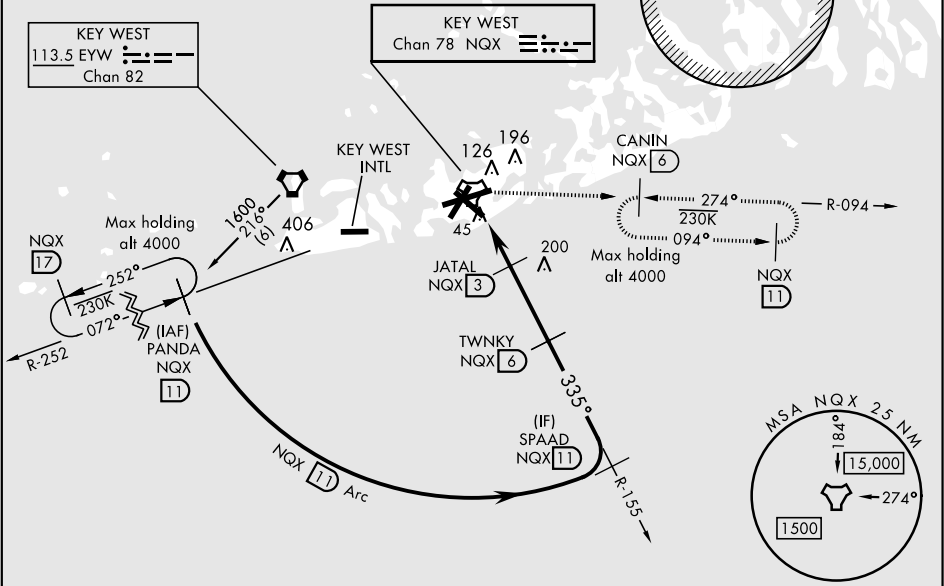 KEY WEST
113.5 EYW
Chan 82
KEY WEST
Chan 78 NQX
KEY WEST
INTL
126
196
45
CANIN
NQX 6
274°
230K
094°
R-094
Max holding
alt 4000
NQX
11
1600
216°
(6)
406
Max holding
alt 4000
NQX
17
252°
230K
072°
R-252
(IAF)
PANDA
NQX
11
JATAL
NQX 3
200
TWNKY
NQX 6
335°
(IF)
SPAAD
NQX 11
R-155
NQX 11 Arc
MSA NQX 25 NM
184°
15,000
274°
1500